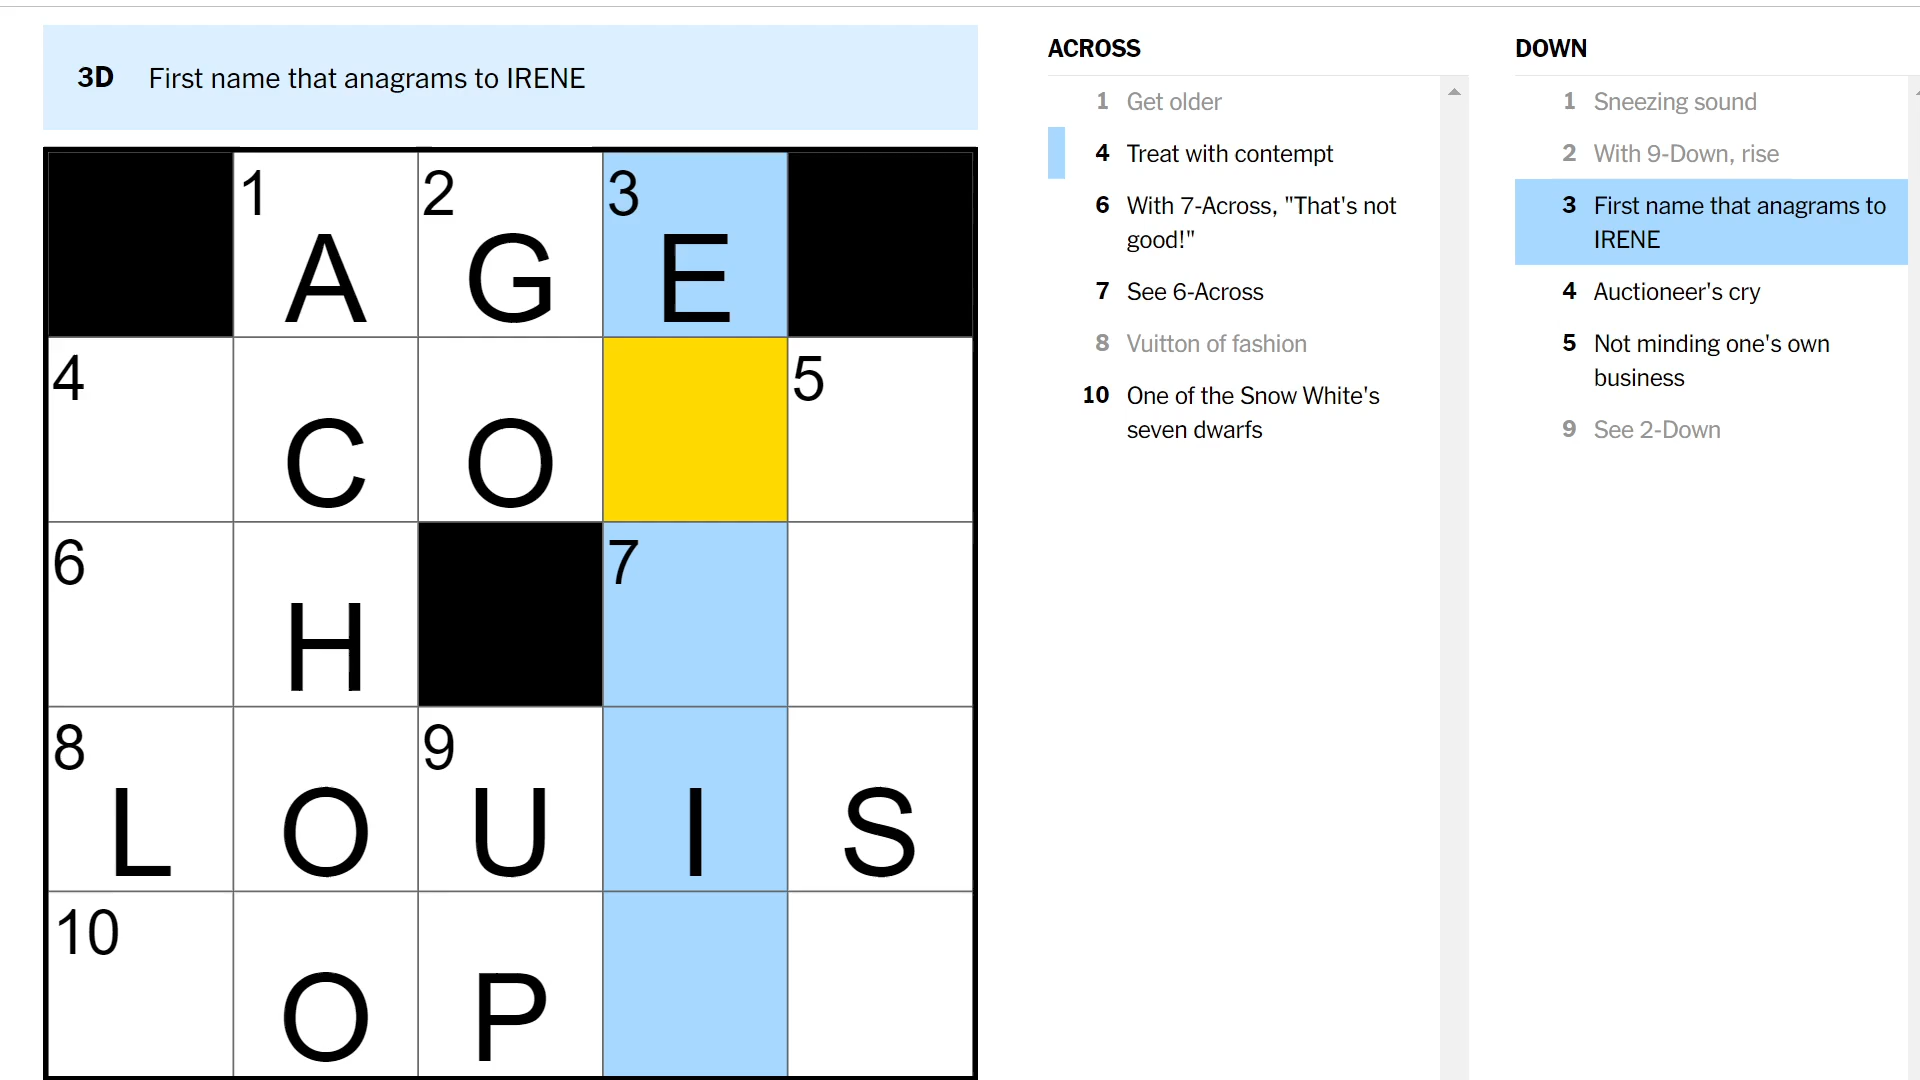 3D First name that anagrams to IRENE
1 2 3
A G E
4 5
C O
6 7
H
8 9
L O U I S
10
O P
ACROSS
1 Get older
4 Treat with contempt
6 With 7-Across, "That's not
good!"
7 See 6-Across
8 Vuitton of fashion
10 One of the Snow White's
seven dwarfs
DOWN
1 Sneezing sound
2 With 9-Down, rise
3 First name that anagrams to
IRENE
4 Auctioneer's cry
5 Not minding one's own
business
9 See 2-Down